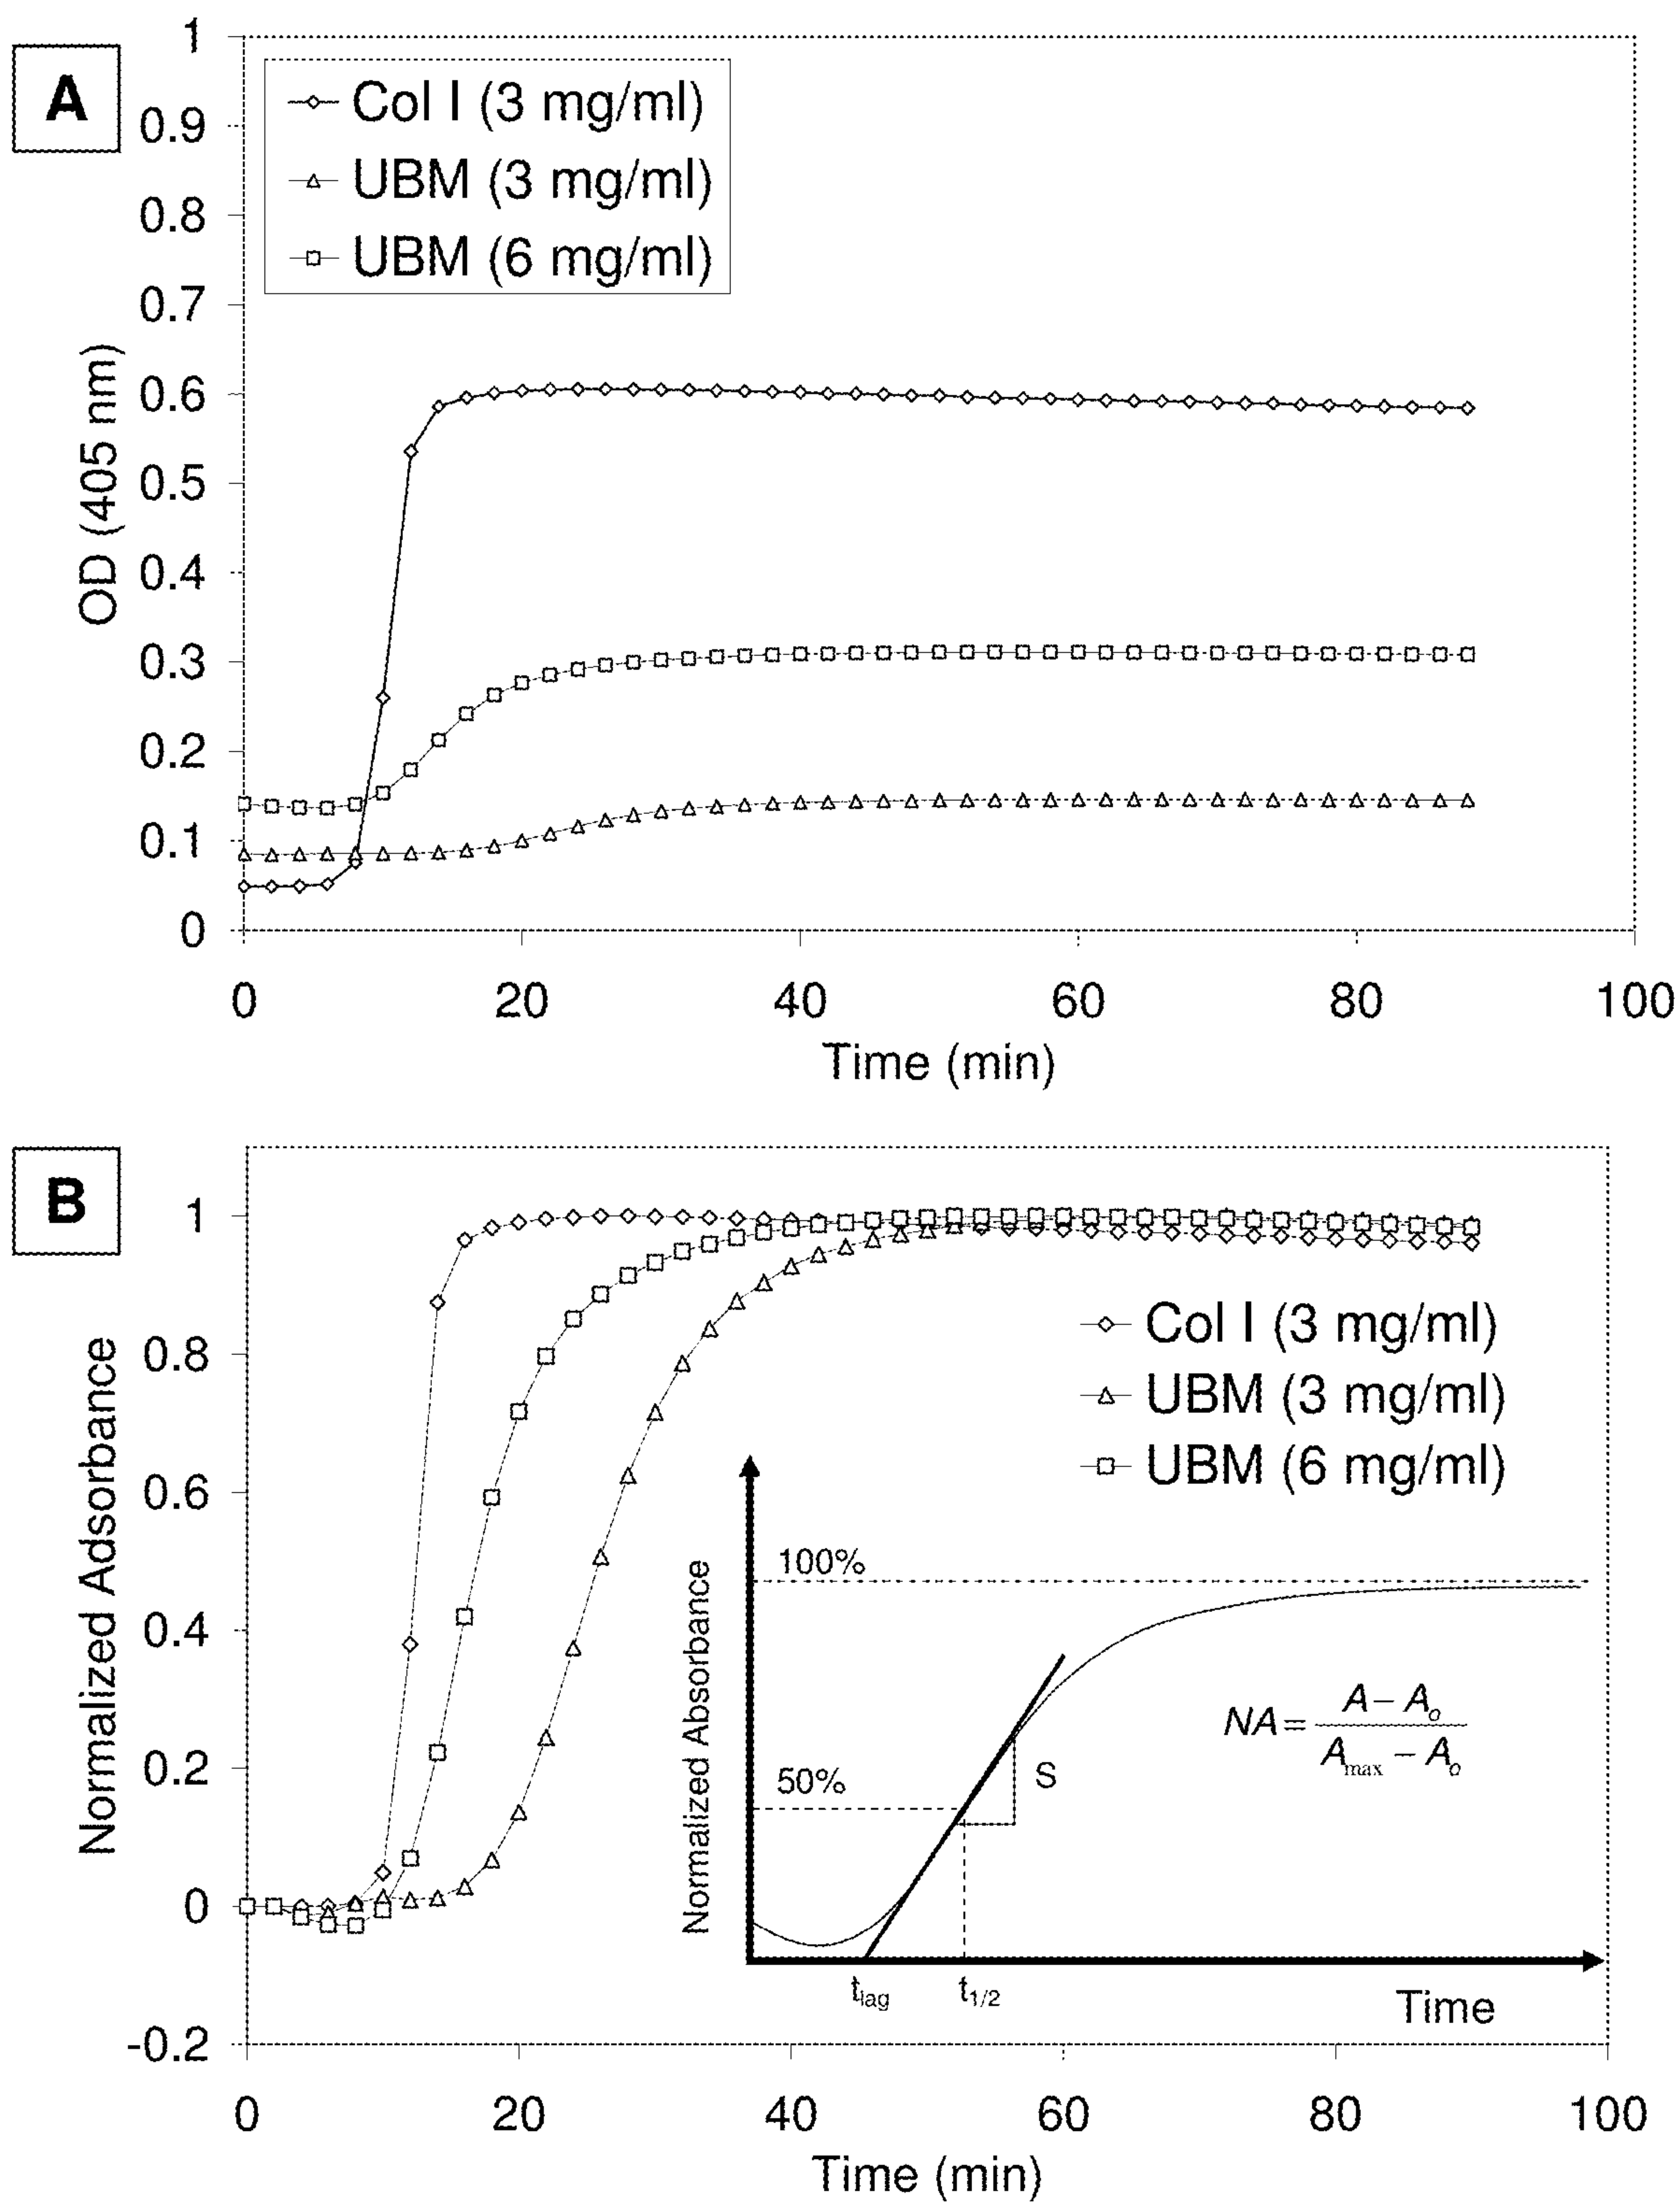 A
1
0.9
0.8
0.7
0.6
0.5
0.4
0.3
0.2
0.1
0
OD (405 nm)
Col I (3 mg/ml)
UBM (3 mg/ml)
UBM (6 mg/ml)
0 20 40 60 80 100
Time (min)
B
1
0.8
0.6
0.4
0.2
0
-0.2
Normalized Adsorbance
Col I (3 mg/ml)
UBM (3 mg/ml)
UBM (6 mg/ml)
Normalized Absorbance
100%
50%
S
NA = A – Ao
Amax – Ao
tlag t1/2
Time
0 20 40 60 80 100
Time (min)